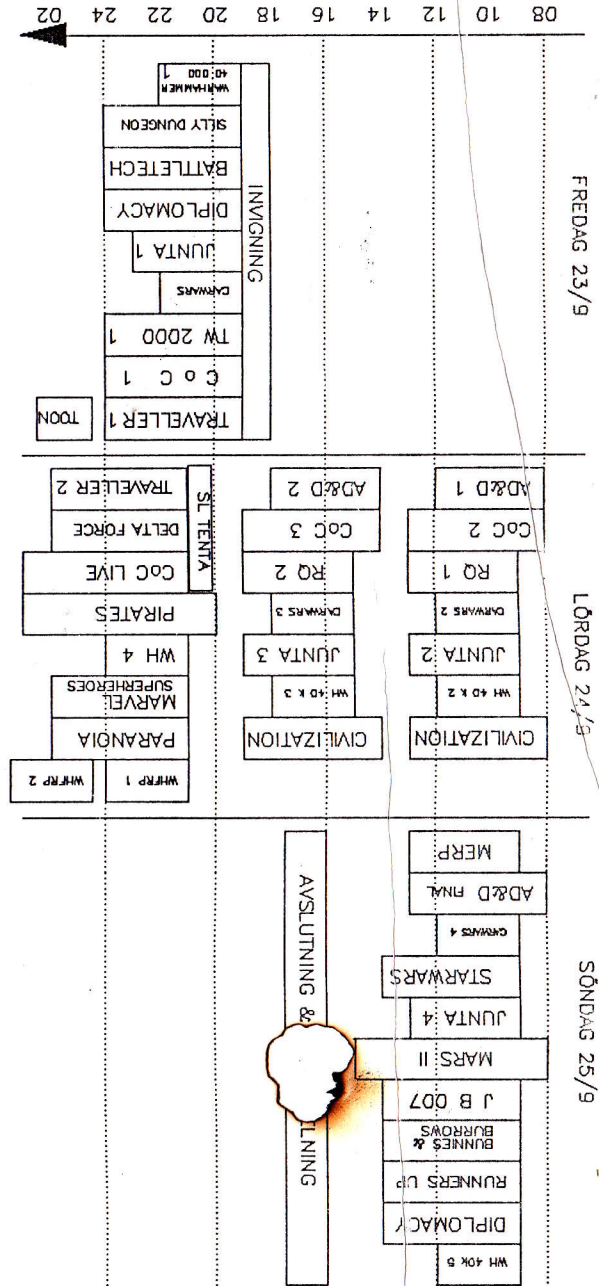 08 10 12 14 16 18 20 22 24 02
FREDAG 23/9
INVIGNING
WARHAMMER
40 000 1
SILLY DUNGEON
BATTLETECH
DIPLOMACY
JUNTA 1
CARWARS
TW 2000 1
CoC 1
TRAVELLER 1
TOON
LÖRDAG 24/9
AD&D 1
AD&D 2
SL TENTA
TRAVELLER 2
CoC 2
CoC 3
DELTA FORCE
RQ 1
RQ 2
CoC LIVE
CARWARS 2
CARWARS 3
PIRATES
JUNTA 2
JUNTA 3
WH 4
WH 40 K 2
WH 40 K 3
MARVEL
SUPERHEROES
CIVILIZATION
CIVILIZATION
PARANOIA
WHFRP 1
WHFRP 2
SÖNDAG 25/9
MERP
AD&D FINAL
CARWARS 4
STARWARS
JUNTA 4
MARS II
J B 007
BUNNIES &
BURROWS
RUNNERS UP
DIPLOMACY
WH 40K 5
AVSLUTNING &